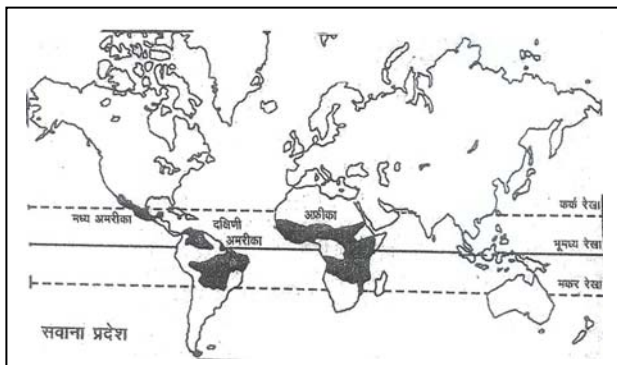 कर्क रेखा
मध्य अमरीका
दक्षिणी
अमरीका
अफ्रीका
भूमध्य रेखा
मकर रेखा
सवाना प्रदेश